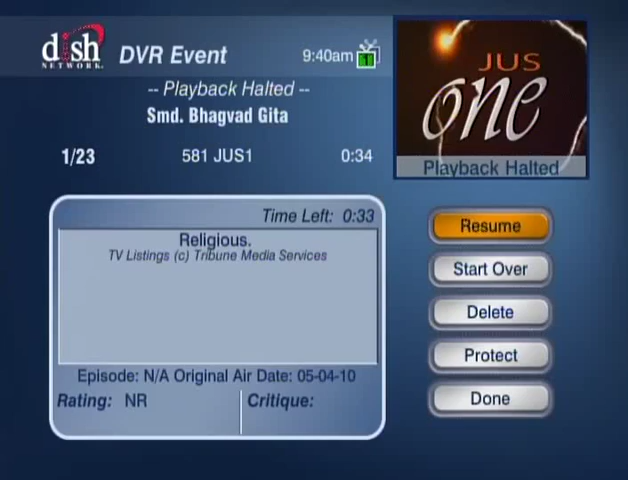 dish
NETWORK.
DVR Event
9:40am
1
-- Playback Halted --
Smd. Bhagvad Gita
1/23
581 JUS1
0:34
JUS
one
Playback Halted
Time Left: 0:33
Religious.
TV Listings (c) Tribune Media Services
Episode: N/A Original Air Date: 05-04-10
Rating: NR
Critique:
Resume
Start Over
Delete
Protect
Done